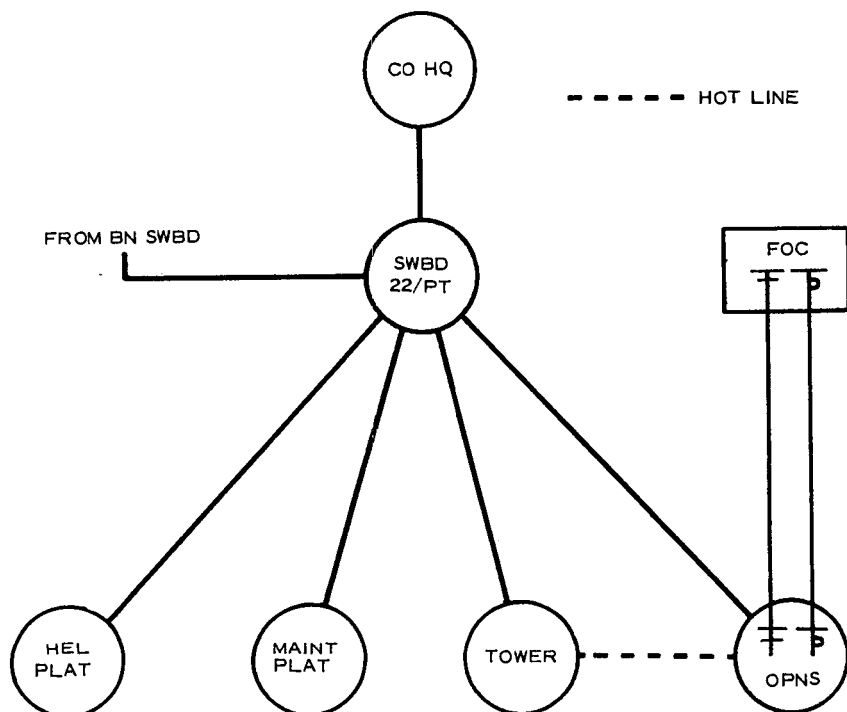 CO HQ
HOT LINE
FROM BN SWBD
SWBD
22/PT
FOC
HEL
PLAT
MAINT
PLAT
TOWER
OPNS